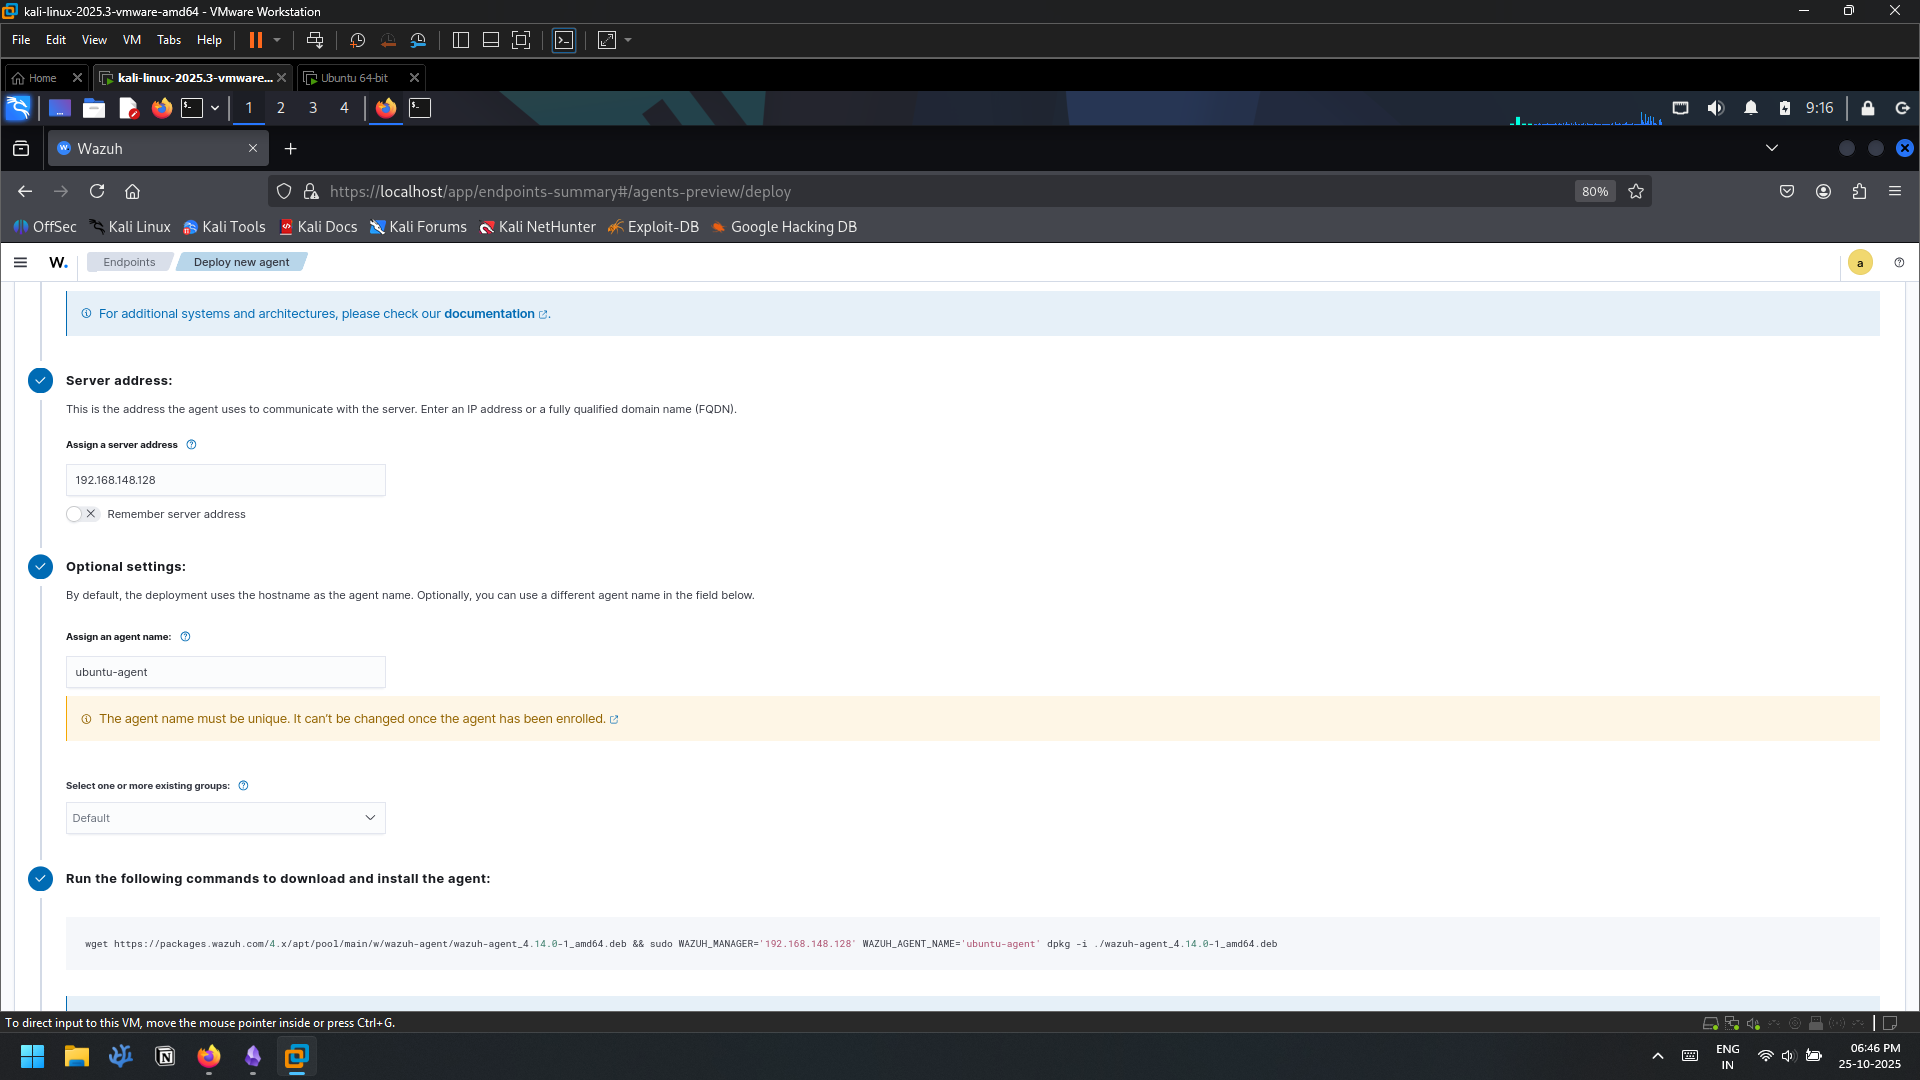 kali-linux-2025.3-vmware-amd64 - VMware Workstation
File Edit View VM Tabs Help
Home kali-linux-2025.3-vmware... Ubuntu 64-bit
1 2 3 4 9:16
Wazuh
https://localhost/app/endpoints-summary#/agents-preview/deploy 80%
OffSec Kali Linux Kali Tools Kali Docs Kali Forums Kali NetHunter Exploit-DB Google Hacking DB
W. Endpoints Deploy new agent a
For additional systems and architectures, please check our documentation.
Server address:
This is the address the agent uses to communicate with the server. Enter an IP address or a fully qualified domain name (FQDN).
Assign a server address
192.168.148.128
Remember server address
Optional settings:
By default, the deployment uses the hostname as the agent name. Optionally, you can use a different agent name in the field below.
Assign an agent name:
ubuntu-agent
The agent name must be unique. It can't be changed once the agent has been enrolled.
Select one or more existing groups:
Default
Run the following commands to download and install the agent:
wget https://packages.wazuh.com/4.x/apt/pool/main/w/wazuh-agent/wazuh-agent_4.14.0-1_amd64.deb && sudo WAZUH_MANAGER='192.168.148.128' WAZUH_AGENT_NAME='ubuntu-agent' dpkg -i ./wazuh-agent_4.14.0-1_amd64.deb
To direct input to this VM, move the mouse pointer inside or press Ctrl+G.
ENG
IN
06:46 PM
25-10-2025